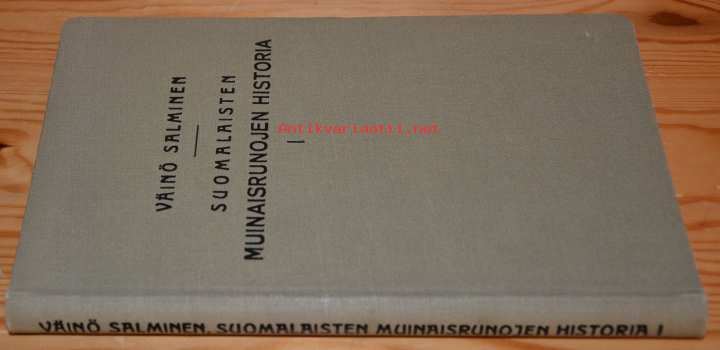 VÄINÖ SALMINEN
SUOMALAISTEN
MUINAISRUNOJEN HISTORIA
I
Antikvariaatti.net
VÄINÖ SALMINEN. SUOMALAISTEN MUINAISRUNOJEN HISTORIA I